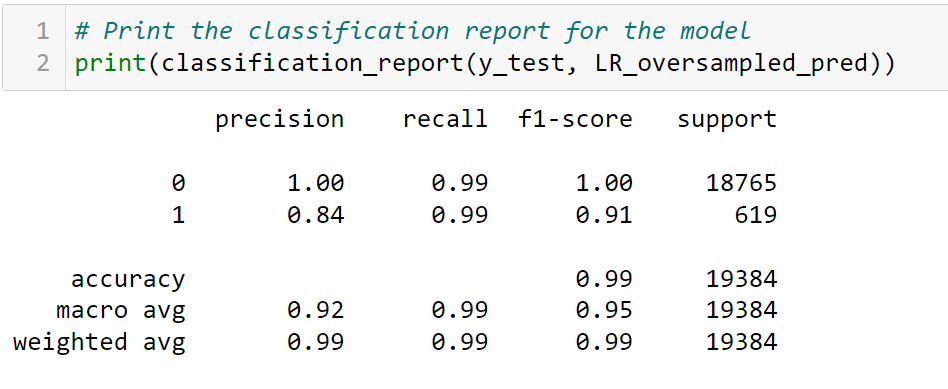 1 # Print the classification report for the model
2 print(classification_report(y_test, LR_oversampled_pred))
precision recall f1-score support
0 1.00 0.99 1.00 18765
1 0.84 0.99 0.91 619
accuracy 0.99 19384
macro avg 0.92 0.99 0.95 19384
weighted avg 0.99 0.99 0.99 19384